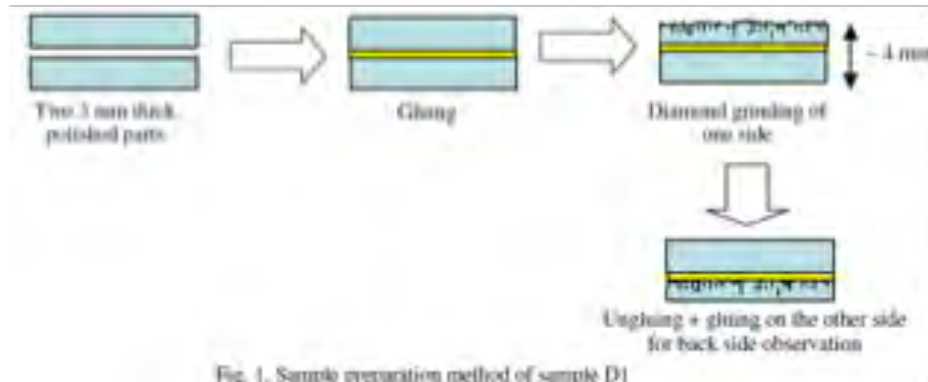 Two 3 mm thick
polished parts
Gluing
Diamond grinding of
one side
~ 4 mm
Ungluing + gluing on the other side
for back side observation
Fig. 1. Sample preparation method of sample D1